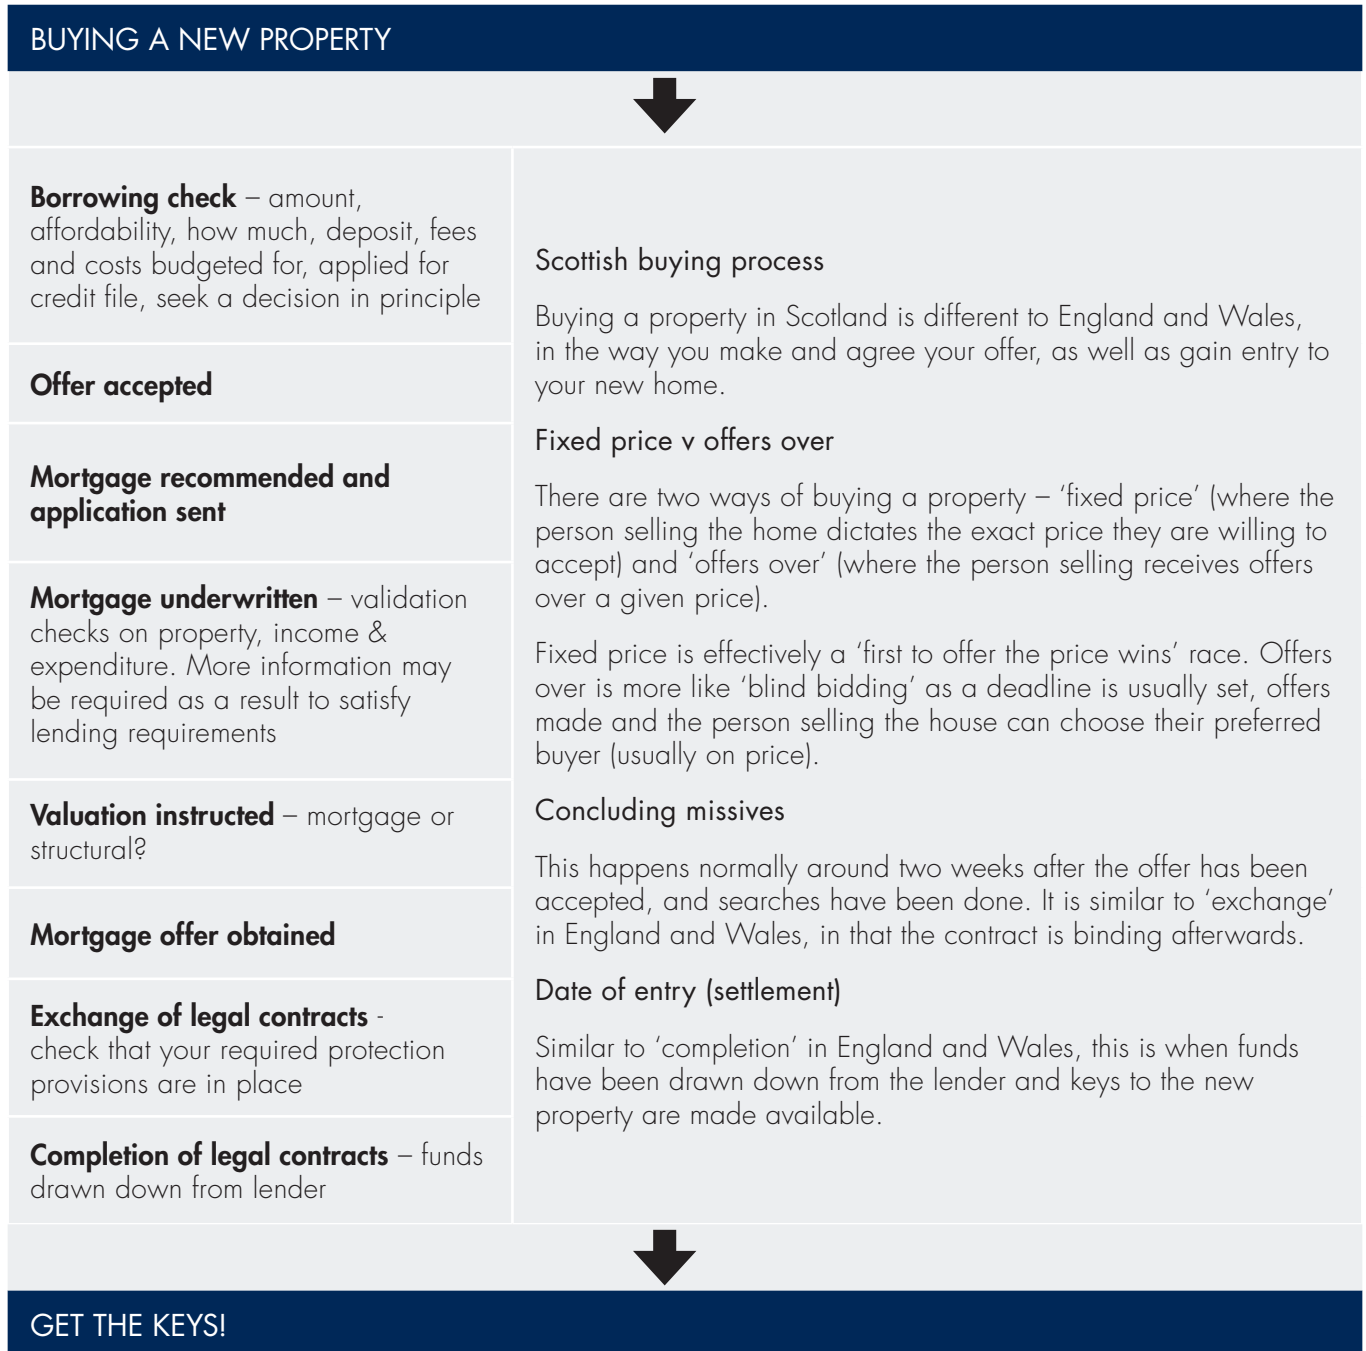 BUYING A NEW PROPERTY
Borrowing check – amount,
affordability, how much, deposit, fees
and costs budgeted for, applied for
credit file, seek a decision in principle
Offer accepted
Mortgage recommended and
application sent
Mortgage underwritten – validation
checks on property, income &
expenditure. More information may
be required as a result to satisfy
lending requirements
Valuation instructed – mortgage or
structural?
Mortgage offer obtained
Exchange of legal contracts -
check that your required protection
provisions are in place
Completion of legal contracts – funds
drawn down from lender
Scottish buying process
Buying a property in Scotland is different to England and Wales,
in the way you make and agree your offer, as well as gain entry to
your new home.
Fixed price v offers over
There are two ways of buying a property – ‘fixed price’ (where the
person selling the home dictates the exact price they are willing to
accept) and ‘offers over’ (where the person selling receives offers
over a given price).
Fixed price is effectively a ‘first to offer the price wins’ race. Offers
over is more like ‘blind bidding’ as a deadline is usually set, offers
made and the person selling the house can choose their preferred
buyer (usually on price).
Concluding missives
This happens normally around two weeks after the offer has been
accepted, and searches have been done. It is similar to ‘exchange’
in England and Wales, in that the contract is binding afterwards.
Date of entry (settlement)
Similar to ‘completion’ in England and Wales, this is when funds
have been drawn down from the lender and keys to the new
property are made available.
GET THE KEYS!